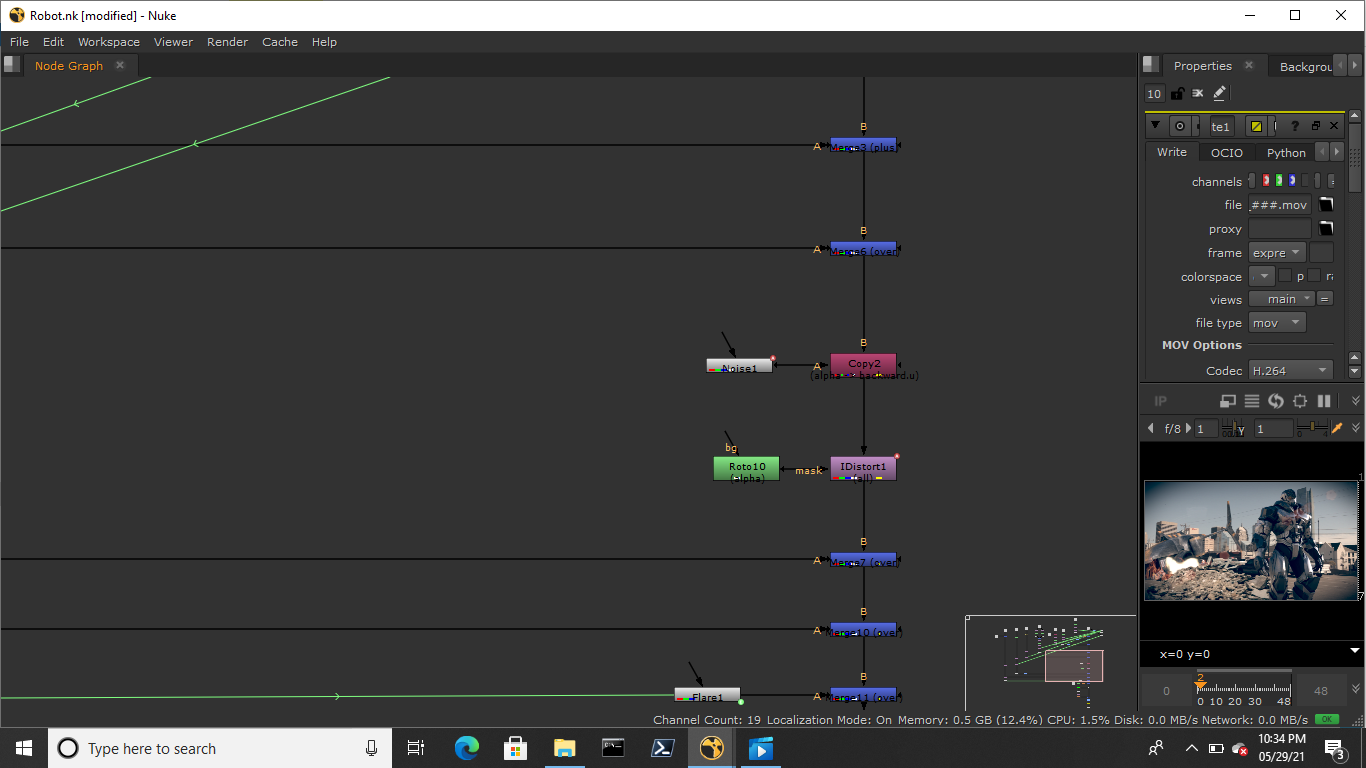 Robot.nk [modified] - Nuke
File Edit Workspace Viewer Render Cache Help
Node Graph
Properties
Backgrou
10
te1
?
Write OCIO Python
channels
file _###.mov
proxy
frame expre
colorspace p ra
views main =
file type mov
MOV Options
Codec H.264
IP
f/8 1 y 1
x=0 y=0
2
0 48
0 10 20 30 48
B
A Merge3 (plus)
B
A Merge6 (over)
B
Noise1 A Copy2
(alpha -> backward.u)
bg
Roto10 mask IDistort1
(alpha) (all)
B
A Merge7 (over)
B
A Merge10 (over)
B
Flare1 A Merge11 (over)
Channel Count: 19 Localization Mode: On Memory: 0.5 GB (12.4%) CPU: 1.5% Disk: 0.0 MB/s Network: 0.0 MB/s OK
Type here to search
10:34 PM
05/29/21
3